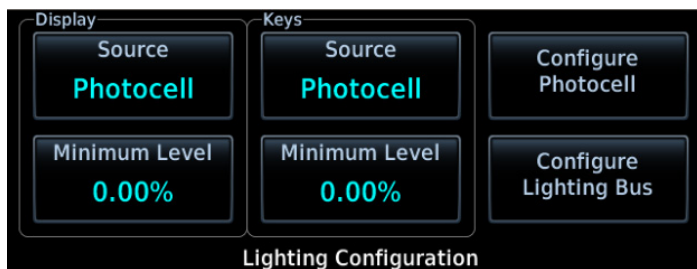 Display
Source
Photocell
Minimum Level
0.00%
Keys
Source
Photocell
Minimum Level
0.00%
Configure
Photocell
Configure
Lighting Bus
Lighting Configuration